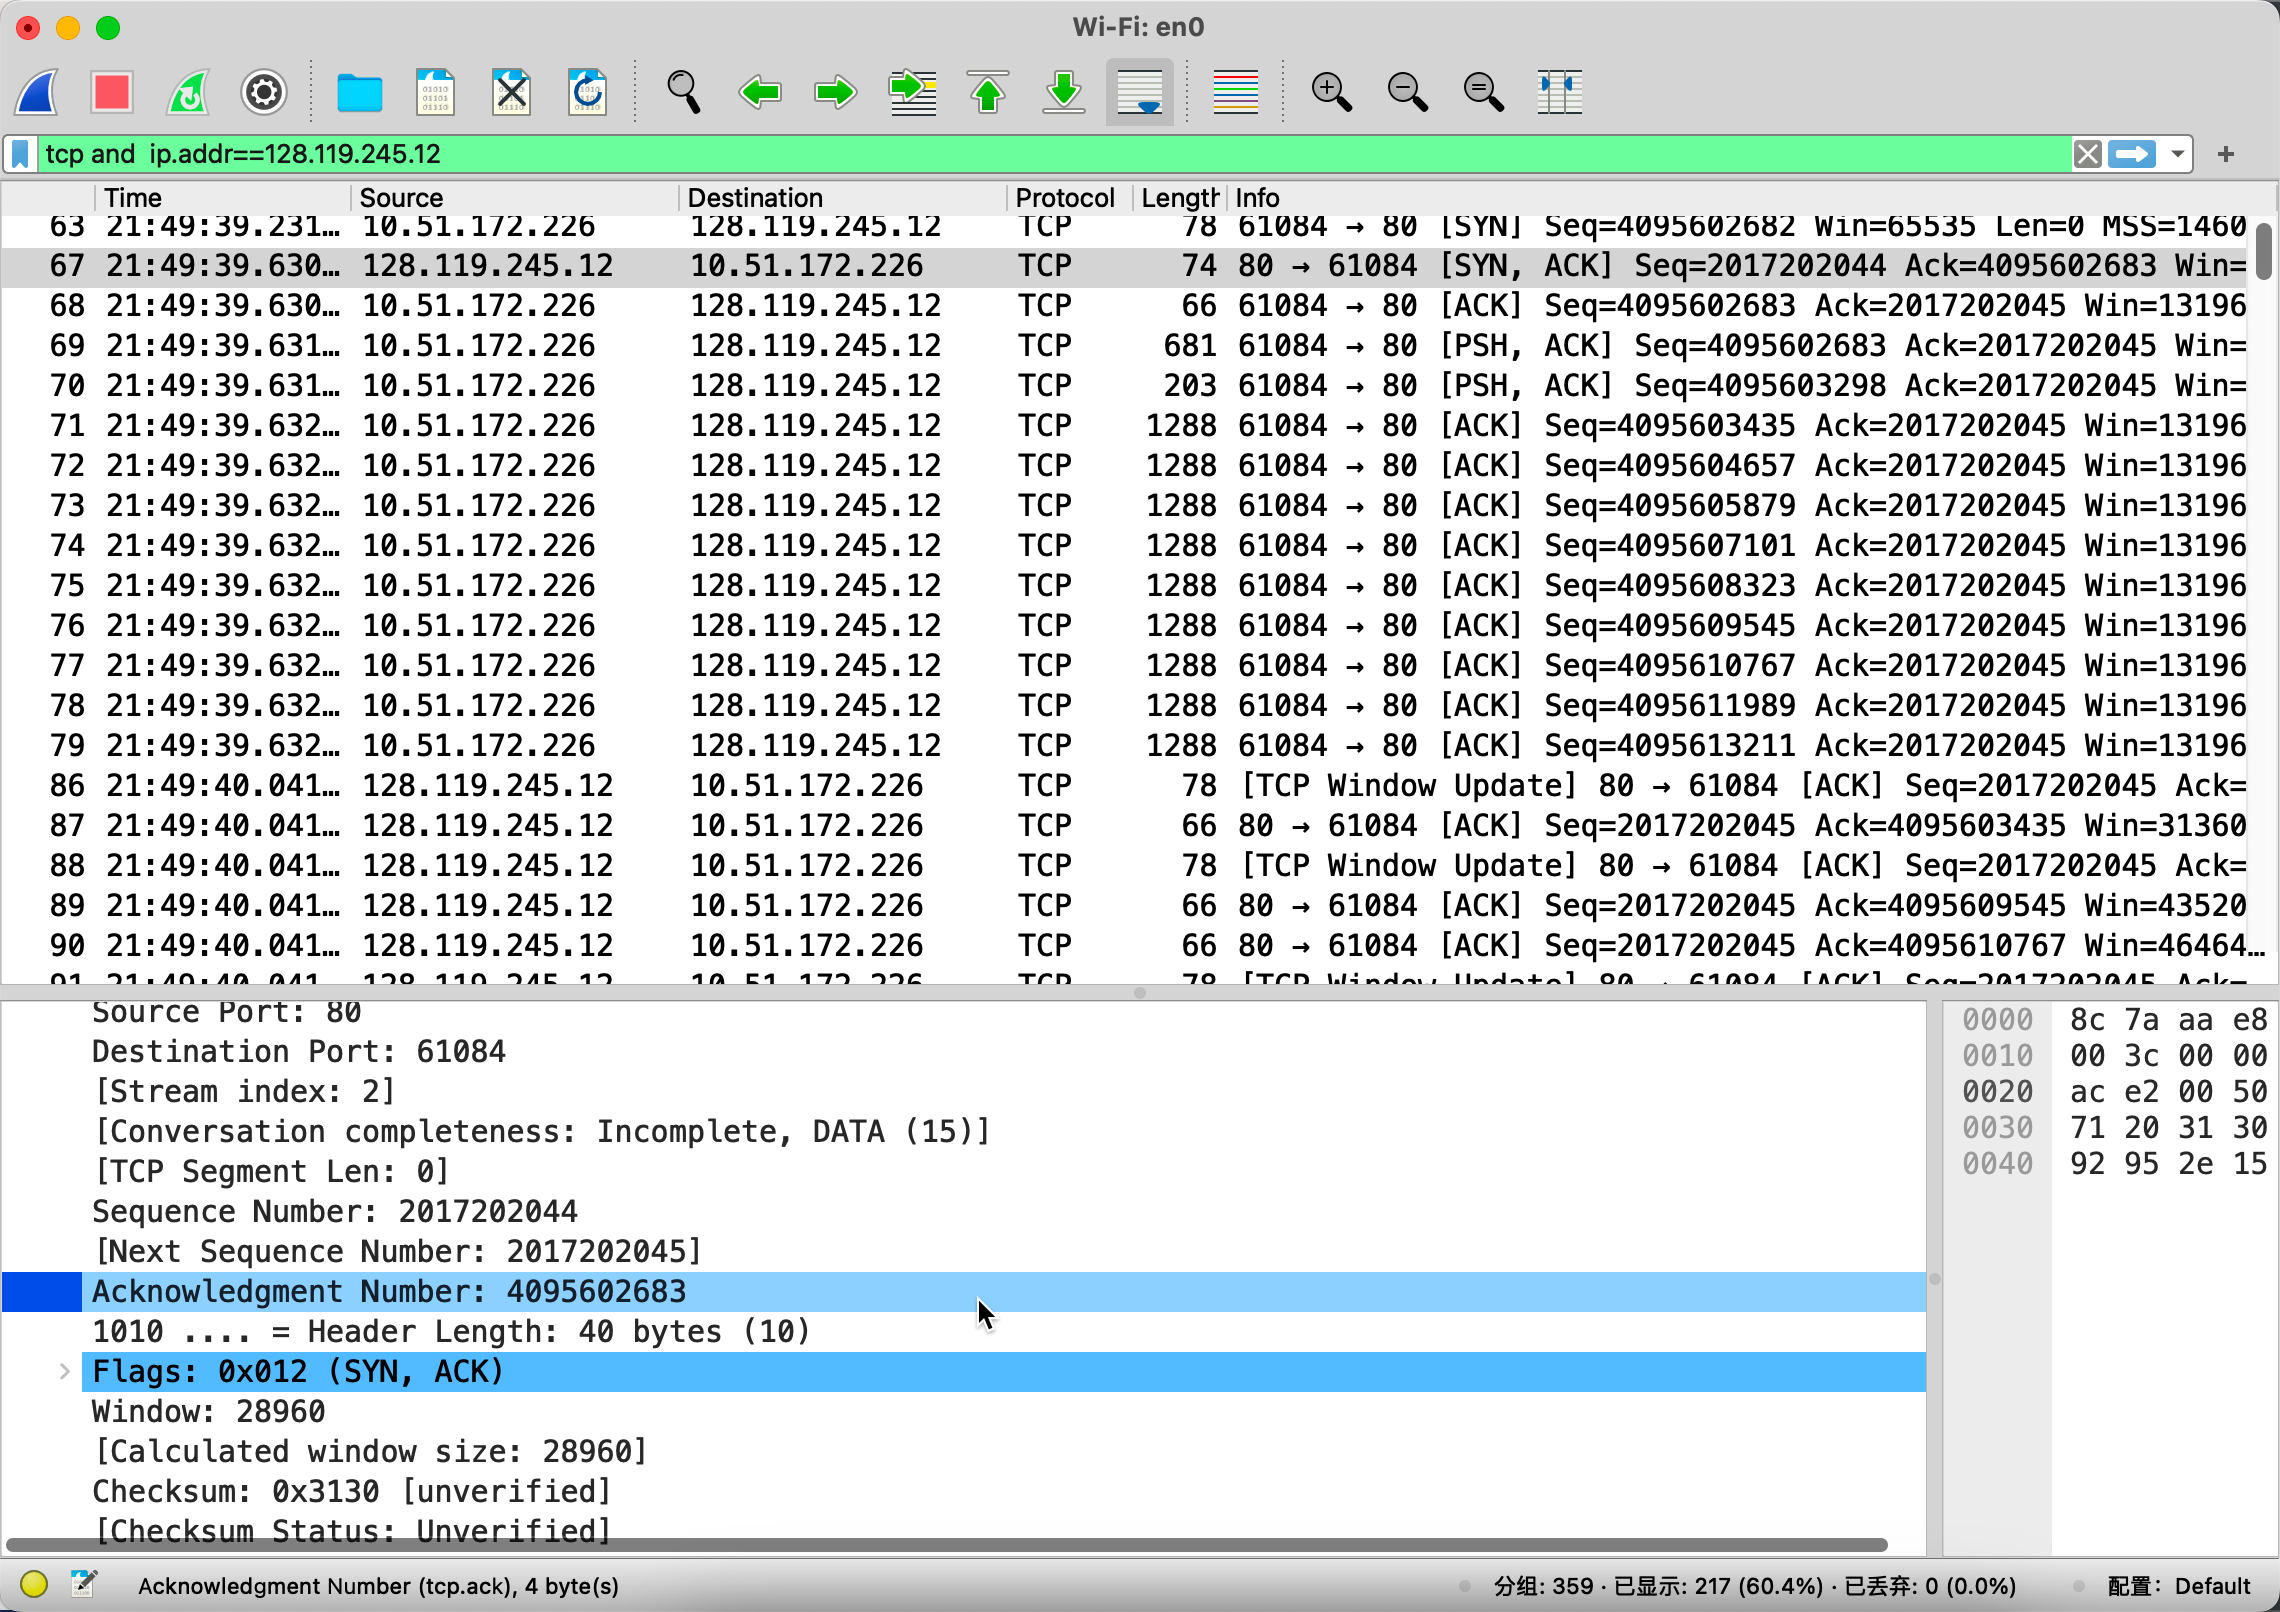 Wi-Fi: en0
tcp and  ip.addr==128.119.245.12
Time Source Destination Protocol Length Info
63 21:49:39.231… 10.51.172.226 128.119.245.12 TCP 78 61084 → 80 [SYN] Seq=4095602682 Win=65535 Len=0 MSS=1460
67 21:49:39.630… 128.119.245.12 10.51.172.226 TCP 74 80 → 61084 [SYN, ACK] Seq=2017202044 Ack=4095602683 Win=
68 21:49:39.630… 10.51.172.226 128.119.245.12 TCP 66 61084 → 80 [ACK] Seq=4095602683 Ack=2017202045 Win=13196
69 21:49:39.631… 10.51.172.226 128.119.245.12 TCP 681 61084 → 80 [PSH, ACK] Seq=4095602683 Ack=2017202045 Win=
70 21:49:39.631… 10.51.172.226 128.119.245.12 TCP 203 61084 → 80 [PSH, ACK] Seq=4095603298 Ack=2017202045 Win=
71 21:49:39.632… 10.51.172.226 128.119.245.12 TCP 1288 61084 → 80 [ACK] Seq=4095603435 Ack=2017202045 Win=13196
72 21:49:39.632… 10.51.172.226 128.119.245.12 TCP 1288 61084 → 80 [ACK] Seq=4095604657 Ack=2017202045 Win=13196
73 21:49:39.632… 10.51.172.226 128.119.245.12 TCP 1288 61084 → 80 [ACK] Seq=4095605879 Ack=2017202045 Win=13196
74 21:49:39.632… 10.51.172.226 128.119.245.12 TCP 1288 61084 → 80 [ACK] Seq=4095607101 Ack=2017202045 Win=13196
75 21:49:39.632… 10.51.172.226 128.119.245.12 TCP 1288 61084 → 80 [ACK] Seq=4095608323 Ack=2017202045 Win=13196
76 21:49:39.632… 10.51.172.226 128.119.245.12 TCP 1288 61084 → 80 [ACK] Seq=4095609545 Ack=2017202045 Win=13196
77 21:49:39.632… 10.51.172.226 128.119.245.12 TCP 1288 61084 → 80 [ACK] Seq=4095610767 Ack=2017202045 Win=13196
78 21:49:39.632… 10.51.172.226 128.119.245.12 TCP 1288 61084 → 80 [ACK] Seq=4095611989 Ack=2017202045 Win=13196
79 21:49:39.632… 10.51.172.226 128.119.245.12 TCP 1288 61084 → 80 [ACK] Seq=4095613211 Ack=2017202045 Win=13196
86 21:49:40.041… 128.119.245.12 10.51.172.226 TCP 78 [TCP Window Update] 80 → 61084 [ACK] Seq=2017202045 Ack=
87 21:49:40.041… 128.119.245.12 10.51.172.226 TCP 66 80 → 61084 [ACK] Seq=2017202045 Ack=4095603435 Win=31360
88 21:49:40.041… 128.119.245.12 10.51.172.226 TCP 78 [TCP Window Update] 80 → 61084 [ACK] Seq=2017202045 Ack=
89 21:49:40.041… 128.119.245.12 10.51.172.226 TCP 66 80 → 61084 [ACK] Seq=2017202045 Ack=4095609545 Win=43520
90 21:49:40.041… 128.119.245.12 10.51.172.226 TCP 66 80 → 61084 [ACK] Seq=2017202045 Ack=4095610767 Win=46464…
91 21:49:40.041… 128.119.245.12 10.51.172.226 TCP 78 [TCP Window Update] 80 → 61084 [ACK] Seq=2017202045 Ack=
Source Port: 80
Destination Port: 61084
[Stream index: 2]
[Conversation completeness: Incomplete, DATA (15)]
[TCP Segment Len: 0]
Sequence Number: 2017202044
[Next Sequence Number: 2017202045]
Acknowledgment Number: 4095602683
1010 .... = Header Length: 40 bytes (10)
Flags: 0x012 (SYN, ACK)
Window: 28960
[Calculated window size: 28960]
Checksum: 0x3130 [unverified]
[Checksum Status: Unverified]
0000 8c 7a aa e8
0010 00 3c 00 00
0020 ac e2 00 50
0030 71 20 31 30
0040 92 95 2e 15
Acknowledgment Number (tcp.ack), 4 byte(s)
分组: 359 · 已显示: 217 (60.4%) · 已丢弃: 0 (0.0%)
配置: Default